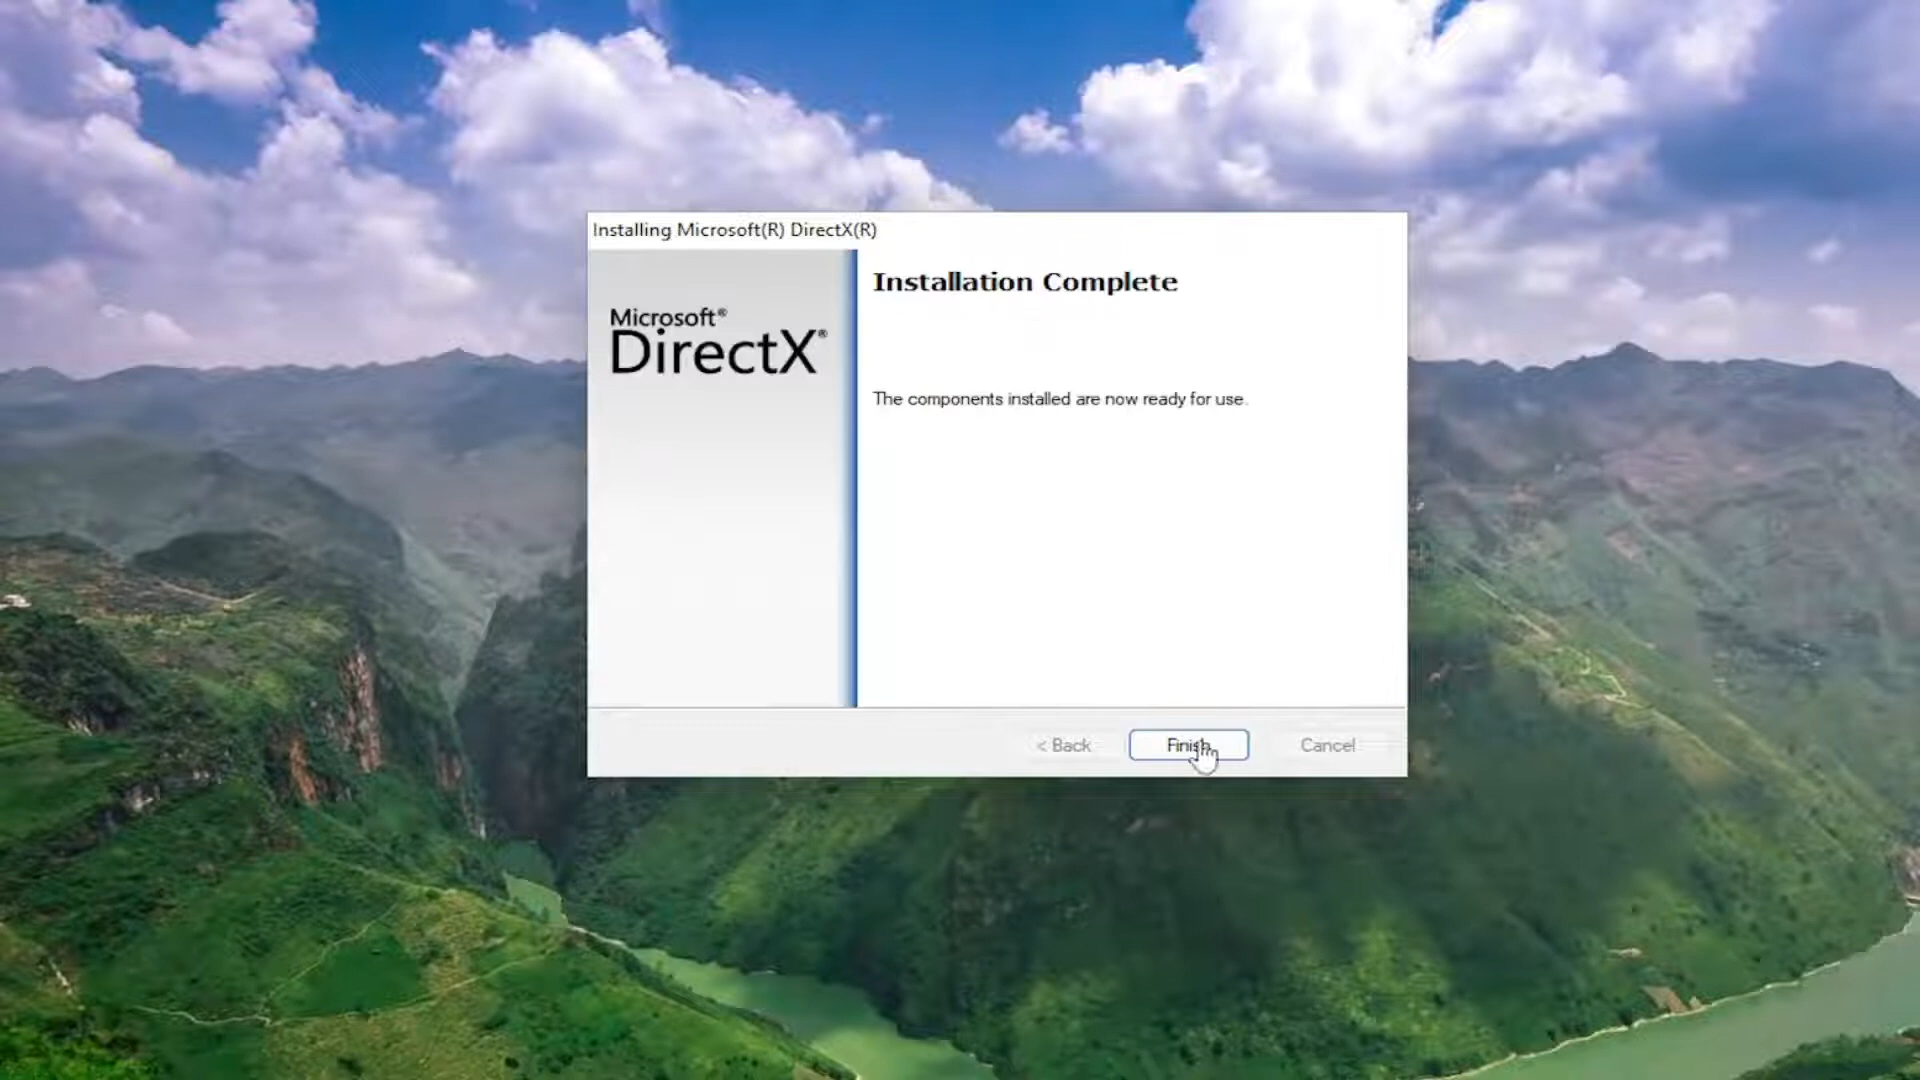 Installing Microsoft(R) DirectX(R)
Installation Complete
Microsoft®
DirectX®
The components installed are now ready for use.
< Back
Finish
Cancel